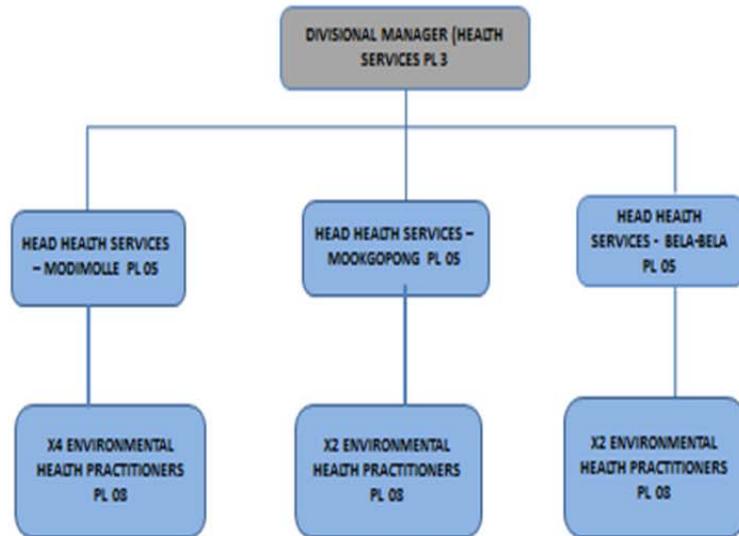 DIVISIONAL MANAGER (HEALTH
SERVICES PL 3
HEAD HEALTH SERVICES
– MODIMOLLE PL 05
HEAD HEALTH SERVICES –
MOOKGOPONG PL 05
HEAD HEALTH
SERVICES - BELA-BELA
PL 05
X4 ENVIRONMENTAL
HEALTH PRACTITIONERS
PL 08
X2 ENVIRONMENTAL
HEALTH PRACTITIONERS
PL 08
X2 ENVIRONMENTAL
HEALTH PRACTITIONERS
PL 08